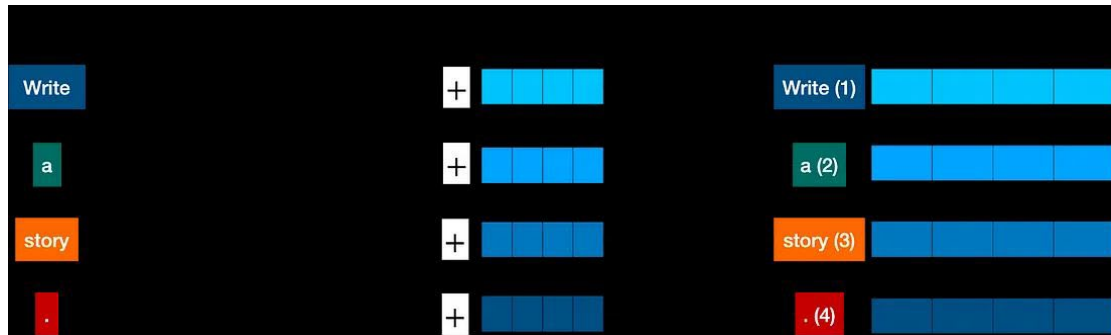 Write + Write (1)
a + a (2)
story + story (3)
. + . (4)